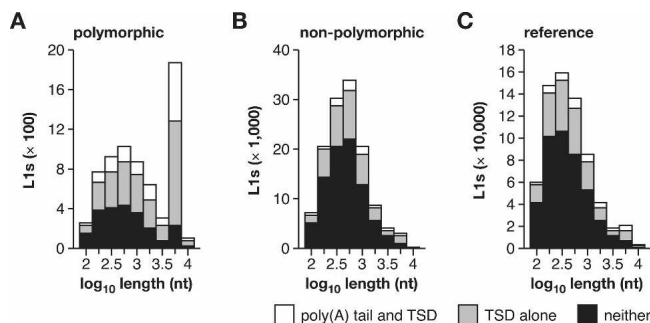 A polymorphic
B non-polymorphic
C reference
L1s (× 100)
20
16
12
8
4
0
2 2.5 3 3.5 4
log10 length (nt)
L1s (× 1,000)
40
30
20
10
0
2 2.5 3 3.5 4
log10 length (nt)
L1s (× 10,000)
18
16
14
12
10
8
6
4
2
0
2 2.5 3 3.5 4
log10 length (nt)
poly(A) tail and TSD TSD alone neither